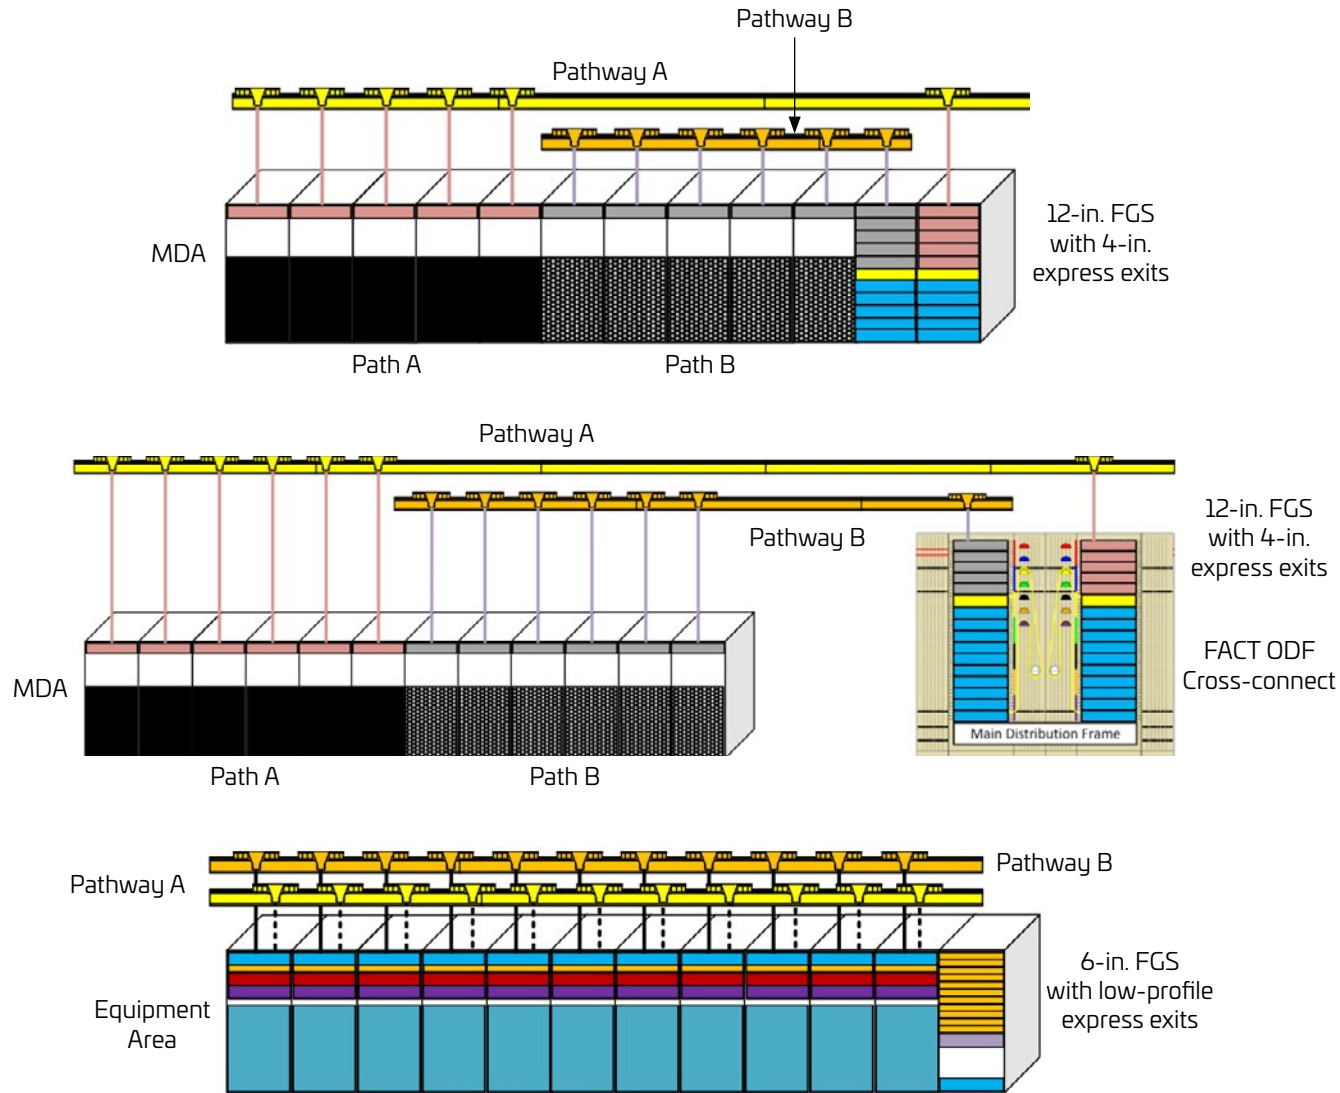 Pathway B
Pathway A
12-in. FGS
with 4-in.
express exits
MDA
Path A
Path B
Pathway A
Pathway B
12-in. FGS
with 4-in.
express exits
FACT ODF
Cross-connect
MDA
Main Distribution Frame
Path A
Path B
Pathway B
Pathway A
6-in. FGS
with low-profile
express exits
Equipment
Area